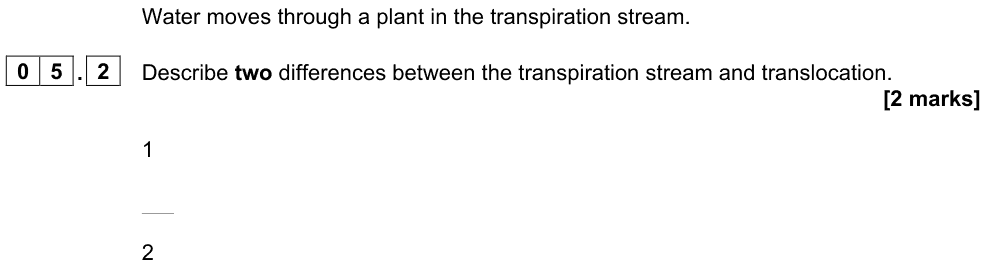 Water moves through a plant in the transpiration stream.
0 5 . 2 Describe two differences between the transpiration stream and translocation.
[2 marks]
1
2